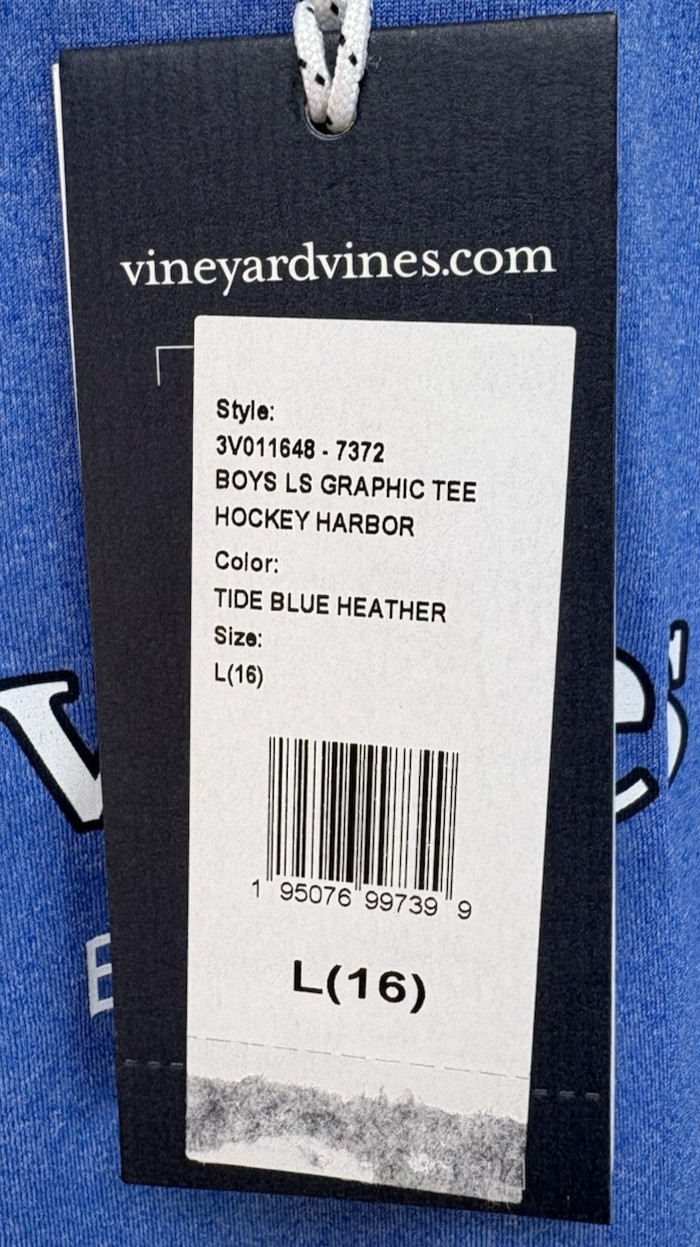 vineyardvines.com
Style:
3V011648 - 7372
BOYS LS GRAPHIC TEE
HOCKEY HARBOR
Color:
TIDE BLUE HEATHER
Size:
L(16)
1 95076 99739 9
L(16)